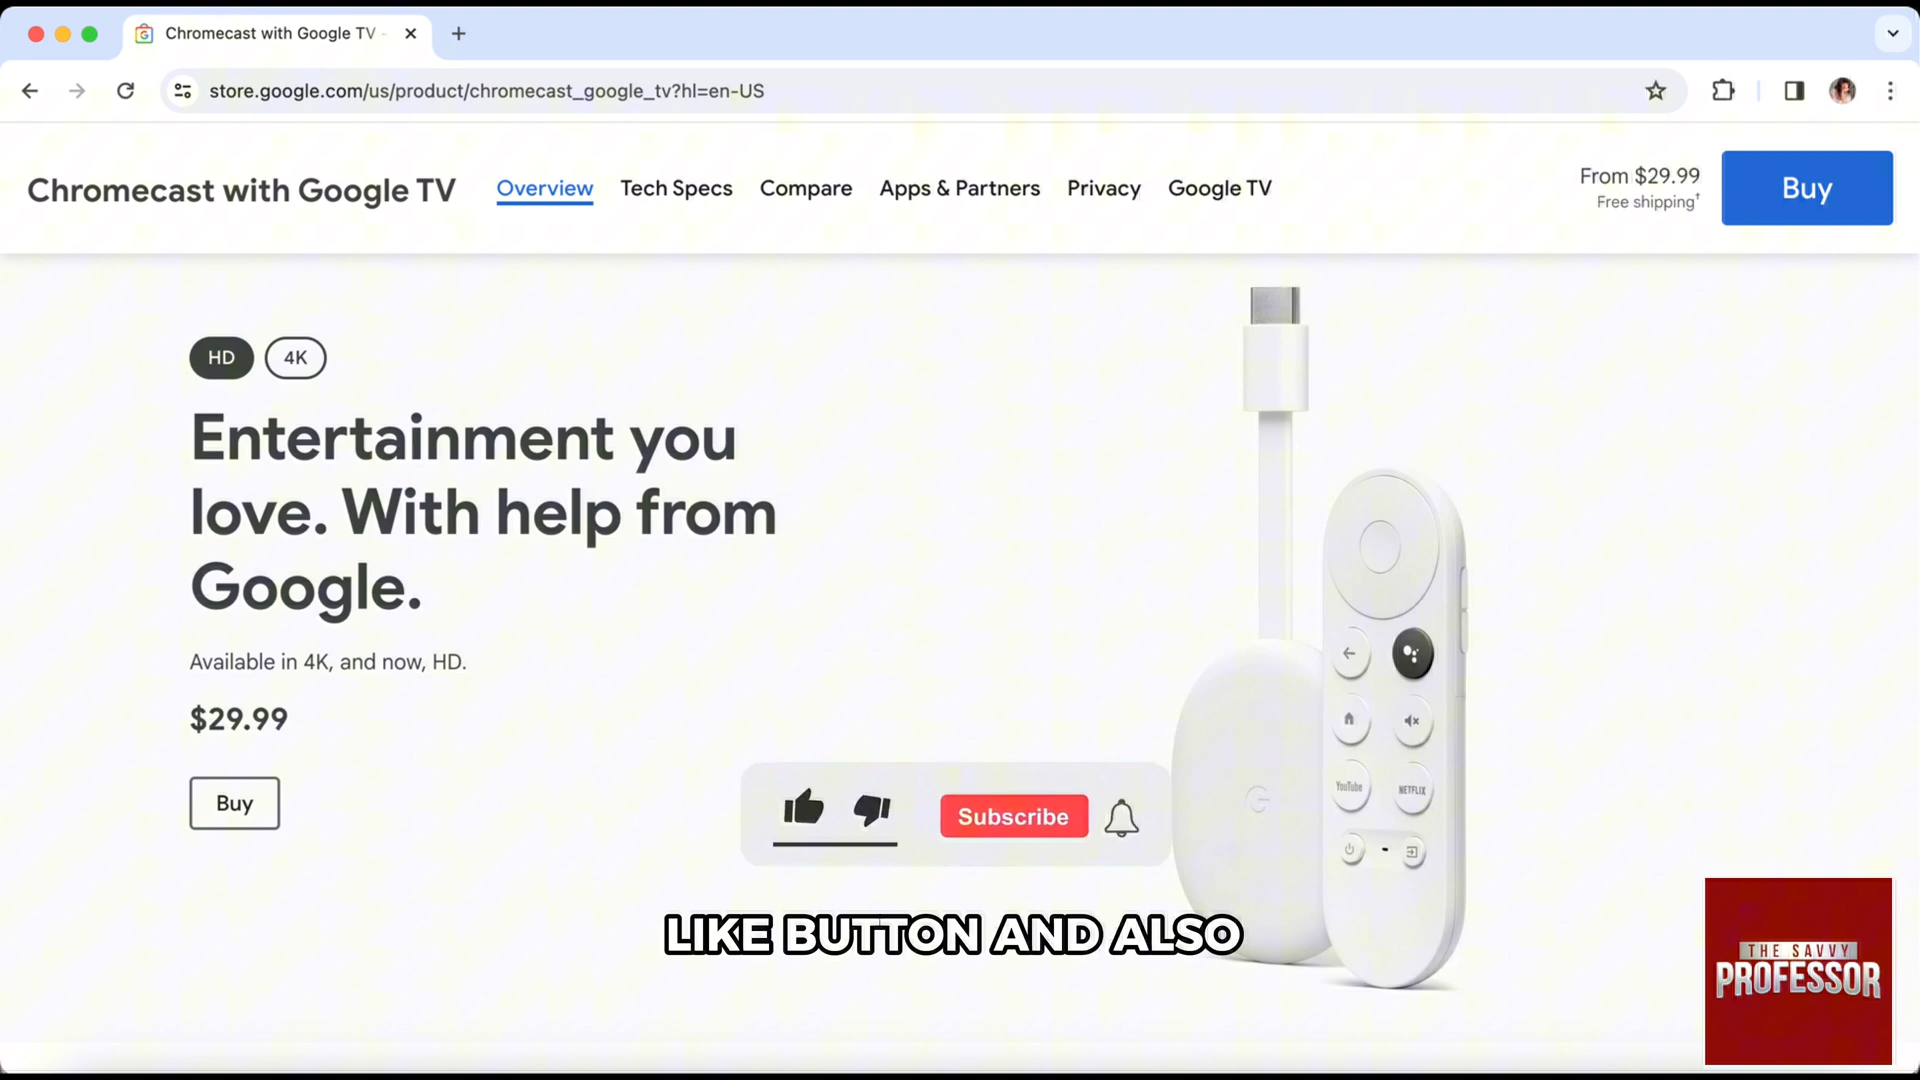 Chromecast with Google TV -
store.google.com/us/product/chromecast_google_tv?hl=en-US
Chromecast with Google TV
Overview
Tech Specs
Compare
Apps & Partners
Privacy
Google TV
From $29.99
Free shipping†
Buy
HD
4K
Entertainment you
love. With help from
Google.
Available in 4K, and now, HD.
$29.99
Buy
YouTube
NETFLIX
Subscribe
LIKE BUTTON AND ALSO
THE SAVVY
PROFESSOR